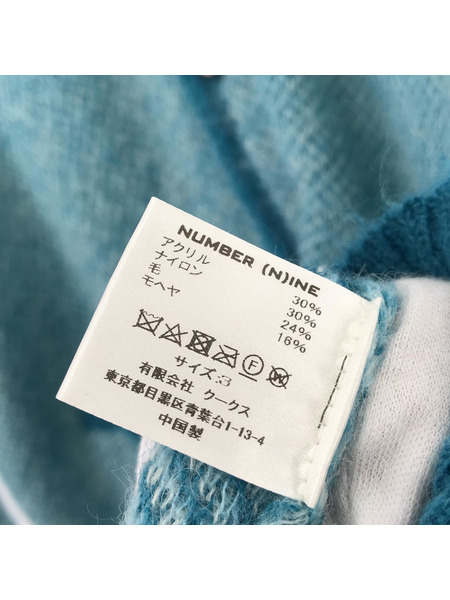 NUMBER (N)INE
アクリル 30%
ナイロン 30%
毛 24%
モヘヤ 16%
F W
サイズ:3
有限会社 クークス
東京都目黒区青葉台1-13-4
中国製